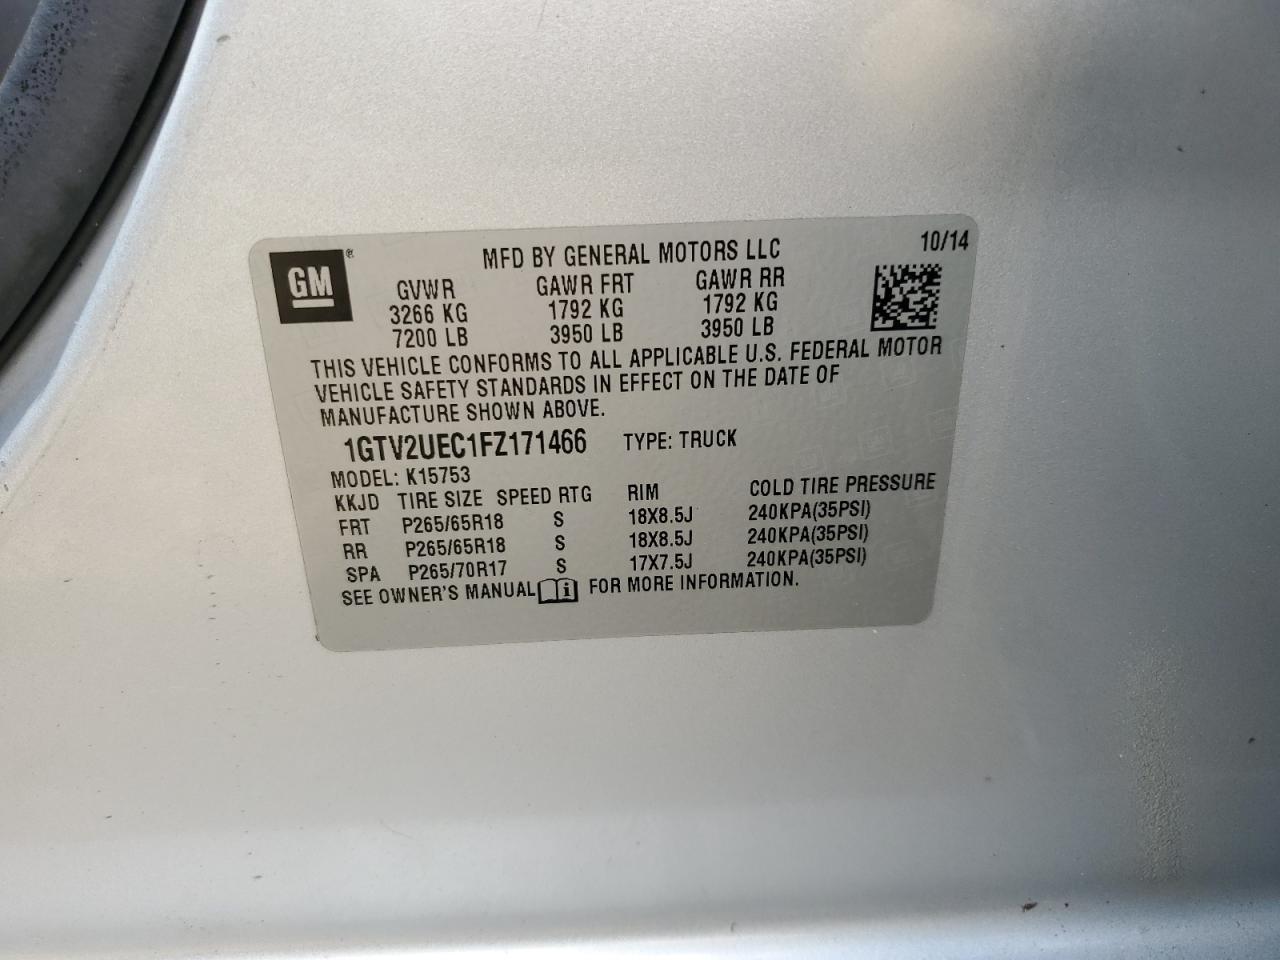 GM®
MFD BY GENERAL MOTORS LLC 10/14
GVWR GAWR FRT GAWR RR
3266 KG 1792 KG 1792 KG
7200 LB 3950 LB 3950 LB
THIS VEHICLE CONFORMS TO ALL APPLICABLE U.S. FEDERAL MOTOR
VEHICLE SAFETY STANDARDS IN EFFECT ON THE DATE OF
MANUFACTURE SHOWN ABOVE.
1GTV2UEC1FZ171466 TYPE: TRUCK
MODEL: K15753
KKJD TIRE SIZE SPEED RTG RIM COLD TIRE PRESSURE
FRT P265/65R18 S 18X8.5J 240KPA(35PSI)
RR P265/65R18 S 18X8.5J 240KPA(35PSI)
SPA P265/70R17 S 17X7.5J 240KPA(35PSI)
SEE OWNER'S MANUAL i FOR MORE INFORMATION.